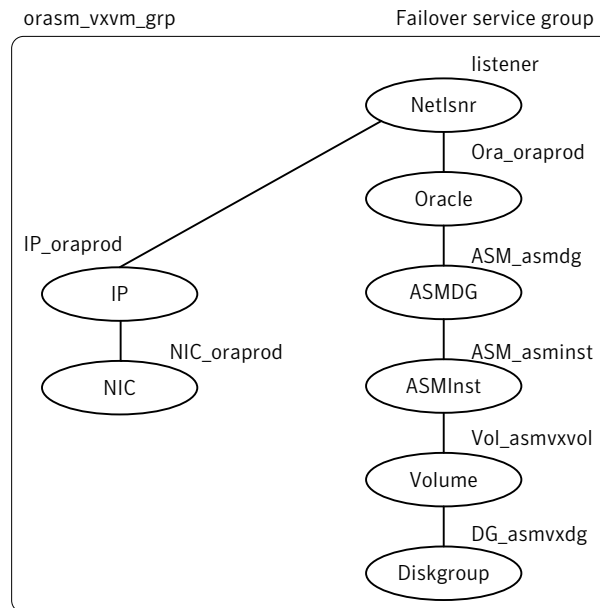 orasm_vxvm_grp
Failover service group
listener
Netlsnr
Ora_oraprod
Oracle
IP_oraprod
ASM_asmdg
IP
ASMDG
NIC_oraprod
ASM_asminst
NIC
ASMInst
Vol_asmvxvol
Volume
DG_asmvxdg
Diskgroup